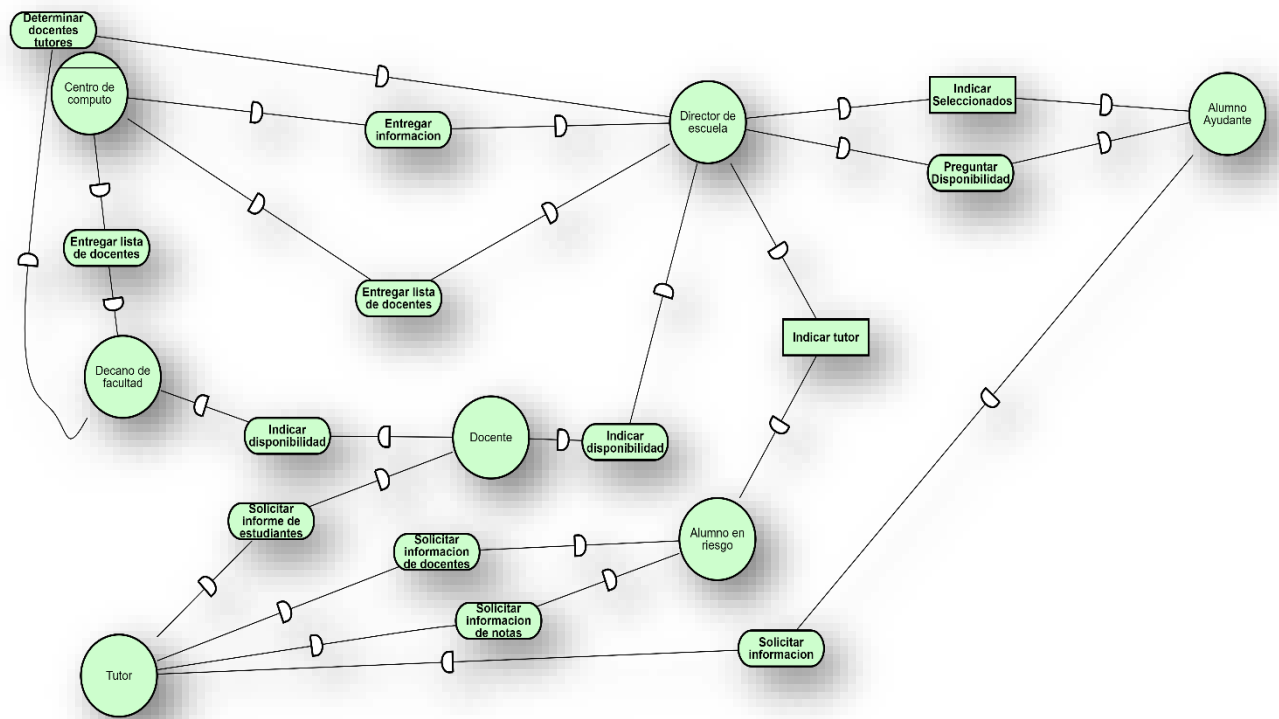 Determinar
docentes
tutores
Centro de
computo
Entregar
informacion
Director de
escuela
Indicar
Seleccionados
Alumno
Ayudante
Preguntar
Disponibilidad
Entregar lista
de docentes
Entregar lista
de docentes
Indicar tutor
Decano de
facultad
Indicar
disponibilidad
Docente
Indicar
disponibilidad
Solicitar
informe de
estudiantes
Solicitar
informacion
de docentes
Alumno en
riesgo
Solicitar
informacion
de notas
Solicitar
informacion
Tutor